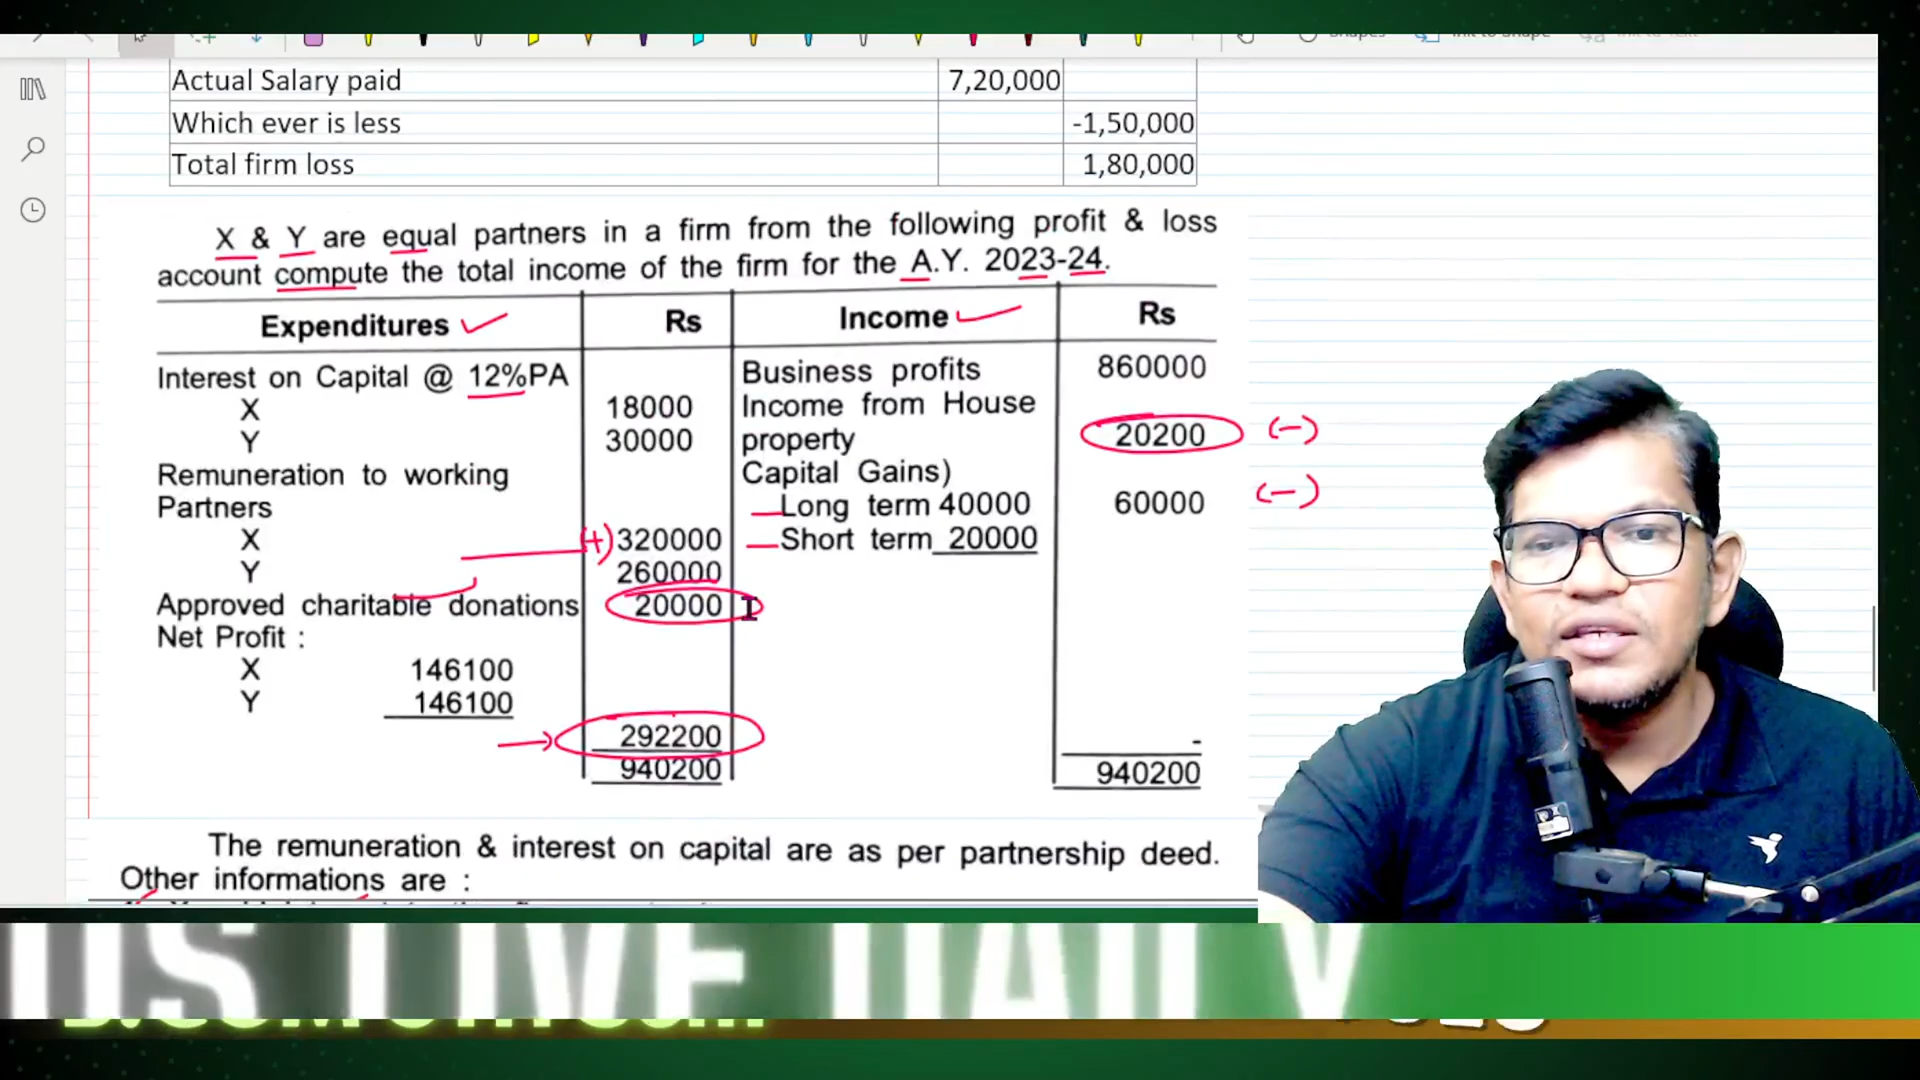 Actual Salary paid 7,20,000
Which ever is less -1,50,000
Total firm loss 1,80,000
X & Y are equal partners in a firm from the following profit & loss
account compute the total income of the firm for the A.Y. 2023-24.
Expenditures Rs Income Rs
Interest on Capital @ 12%PA Business profits 860000
X 18000 Income from House
Y 30000 property 20200 (-)
Remuneration to working Capital Gains)
Partners Long term 40000 60000 (-)
X (+) 320000 Short term 20000
Y 260000
Approved charitable donations 20000
Net Profit :
X 146100
Y 146100
292200 -
940200 940200
The remuneration & interest on capital are as per partnership deed.
Other informations are :
LIVE DAILY